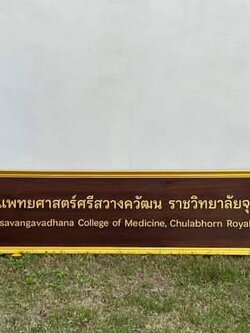 แพทยศาสตร์ศรีสวางควัฒน ราชวิทยาลัยจุ
savangavadhana College of Medicine, Chulabhorn Royal